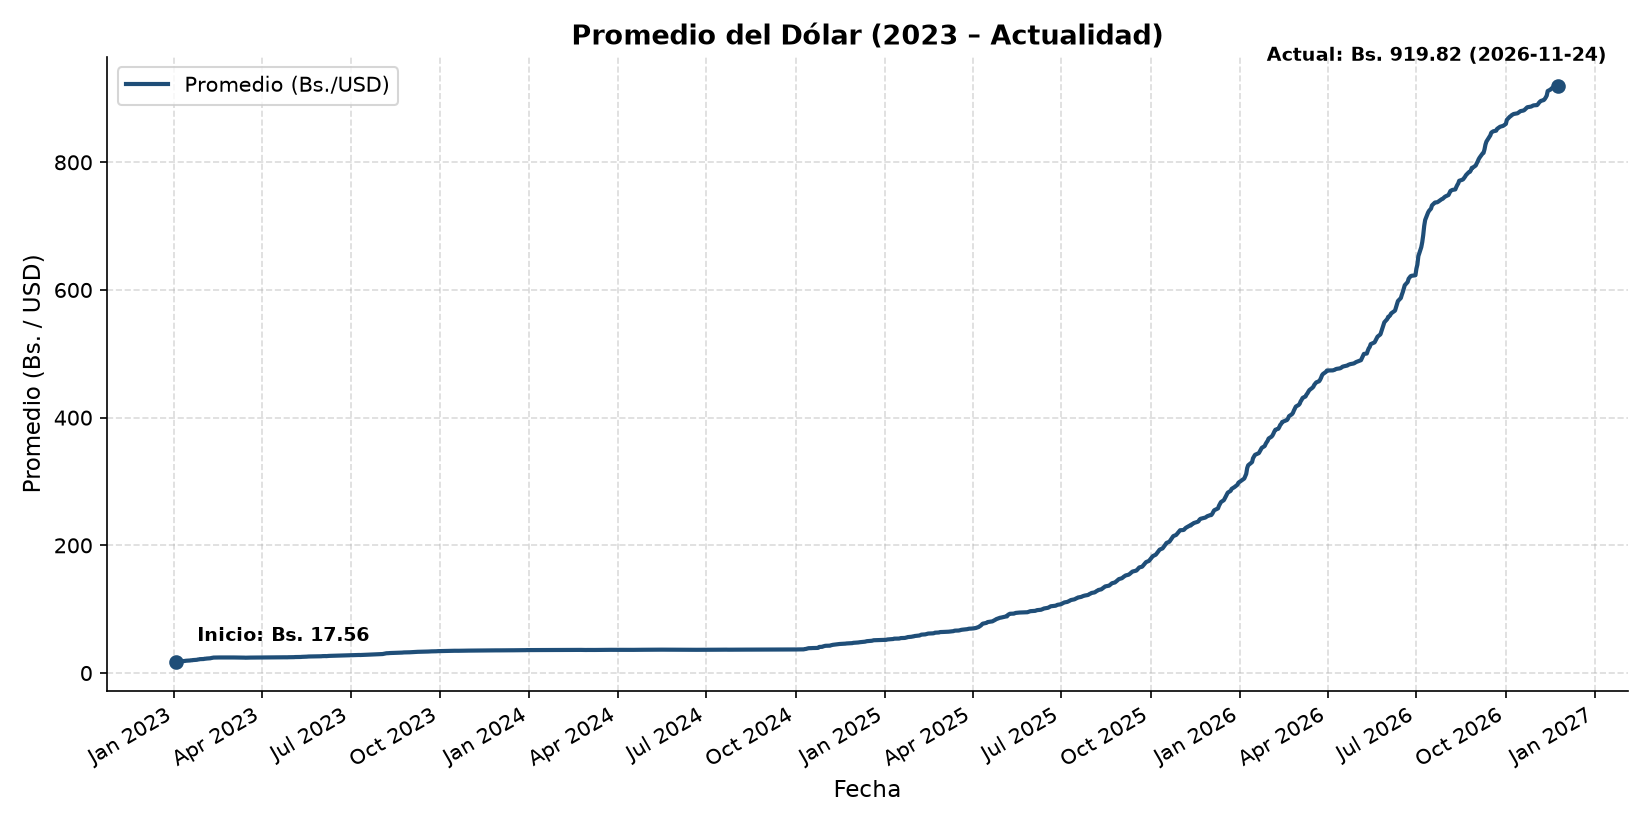 Promedio del Dólar (2023 – Actualidad)
Actual: Bs. 919.82 (2026-11-24)
Promedio (Bs./USD)
Promedio (Bs. / USD)
800
600
400
200
0
Inicio: Bs. 17.56
Jan 2023
Apr 2023
Jul 2023
Oct 2023
Jan 2024
Apr 2024
Jul 2024
Oct 2024
Jan 2025
Apr 2025
Jul 2025
Oct 2025
Jan 2026
Apr 2026
Jul 2026
Oct 2026
Jan 2027
Fecha